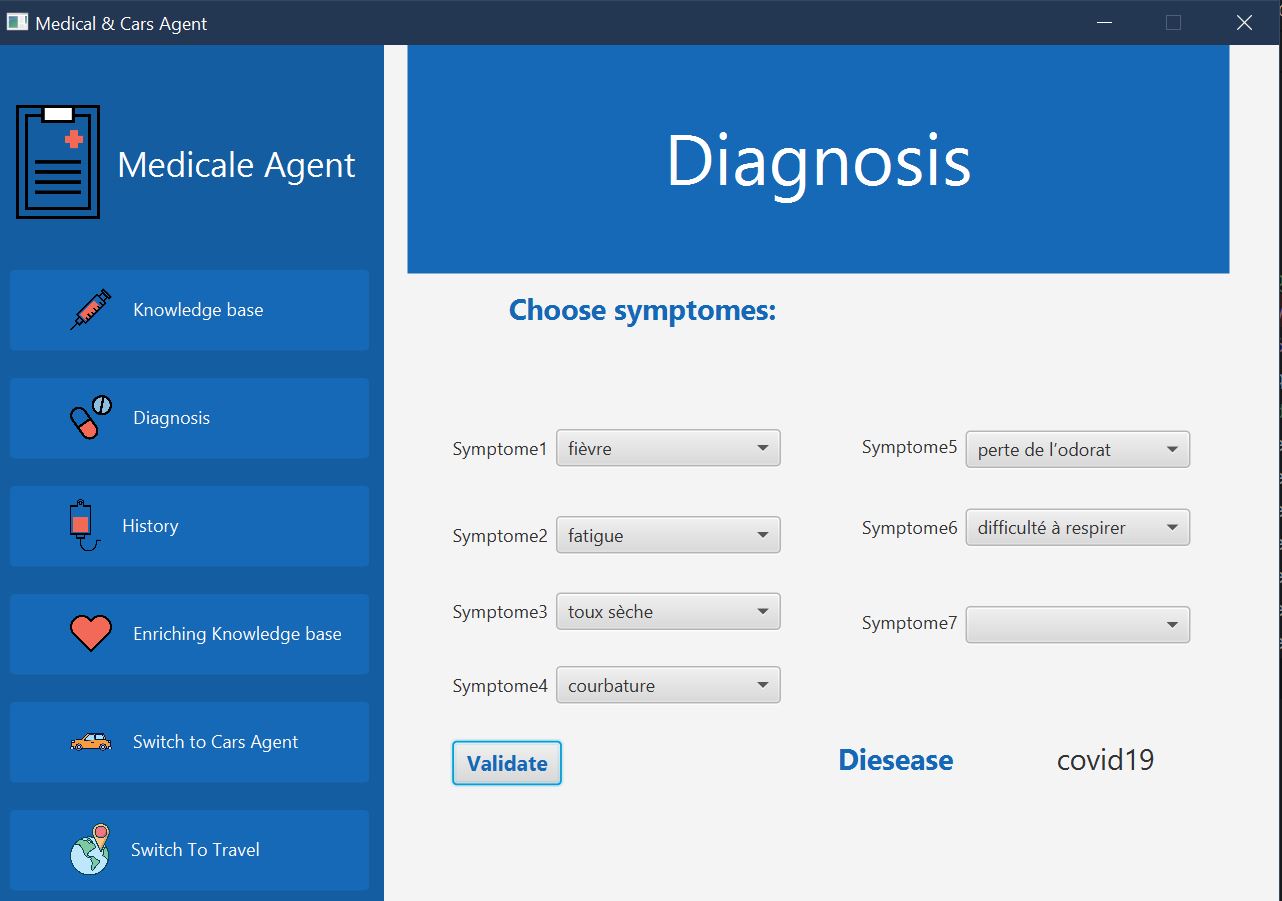 Medical & Cars Agent
Medicale Agent
Knowledge base
Diagnosis
History
Enriching Knowledge base
Switch to Cars Agent
Switch To Travel
Diagnosis
Choose symptomes:
Symptome1 fièvre
Symptome2 fatigue
Symptome3 toux sèche
Symptome4 courbature
Symptome5 perte de l’odorat
Symptome6 difficulté à respirer
Symptome7
Validate
Diesease covid19